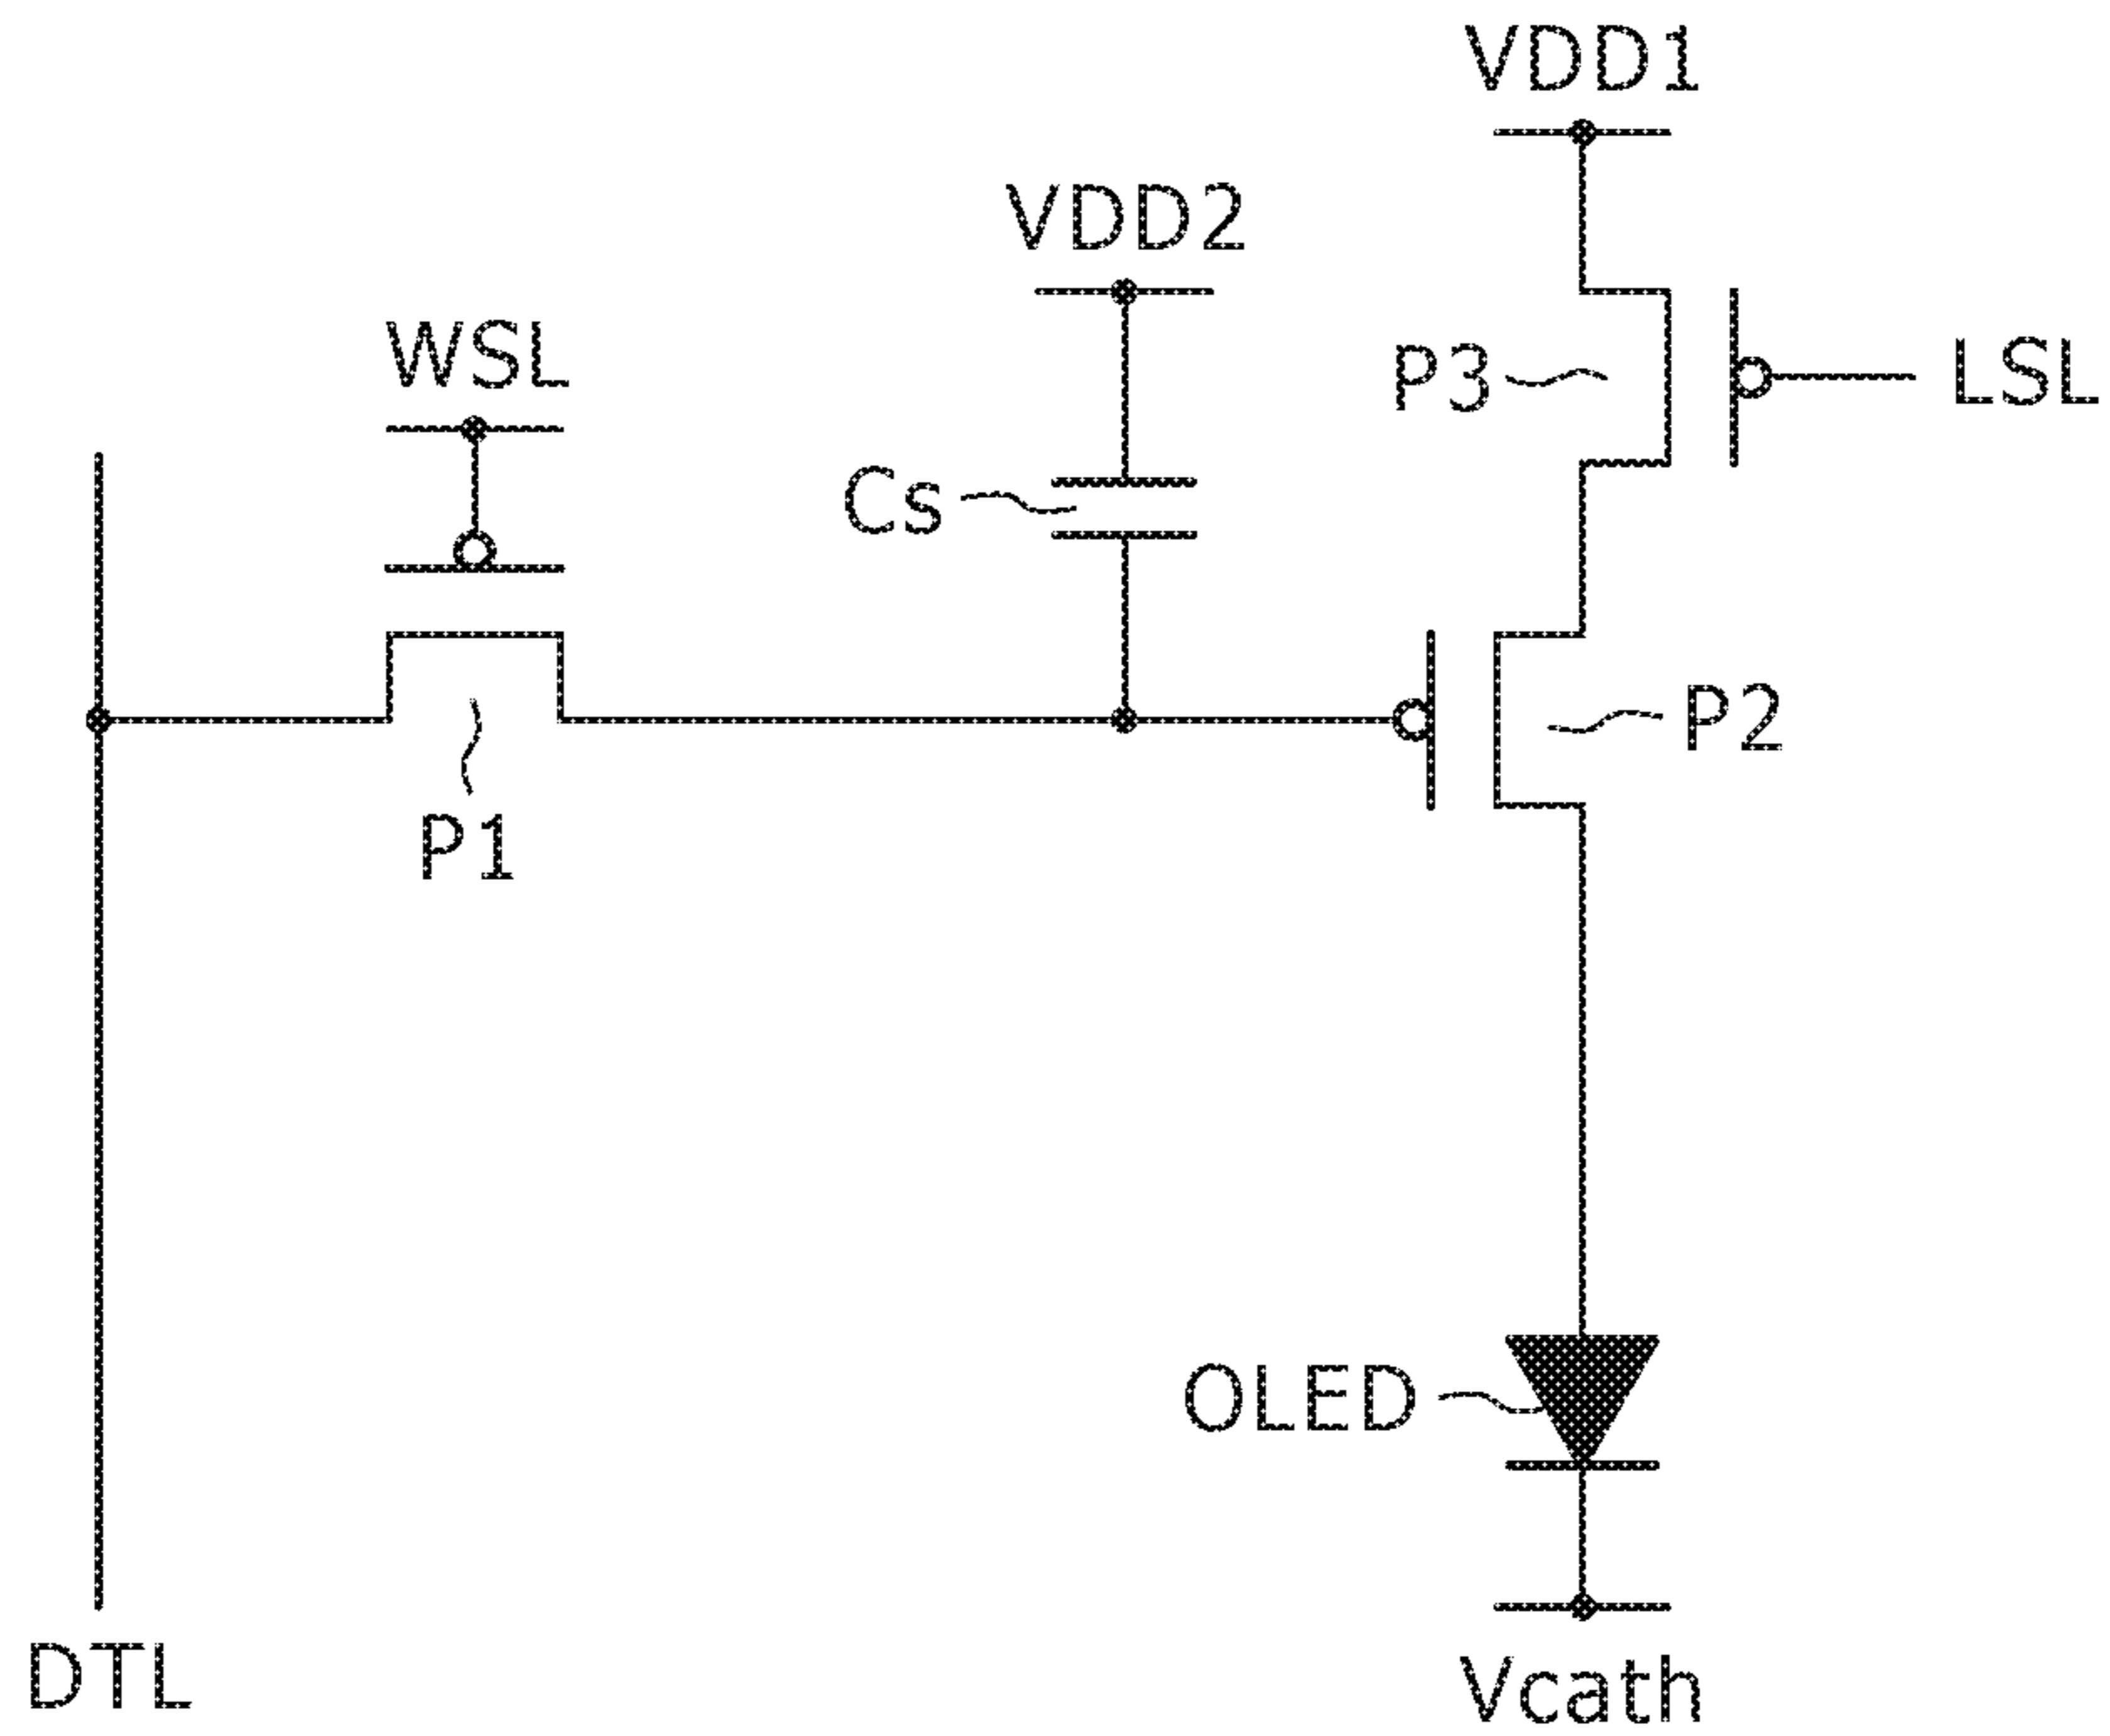 VDD1
VDD2
WSL
P3
LSL
Cs
P2
P1
OLED
DTL
Vcath